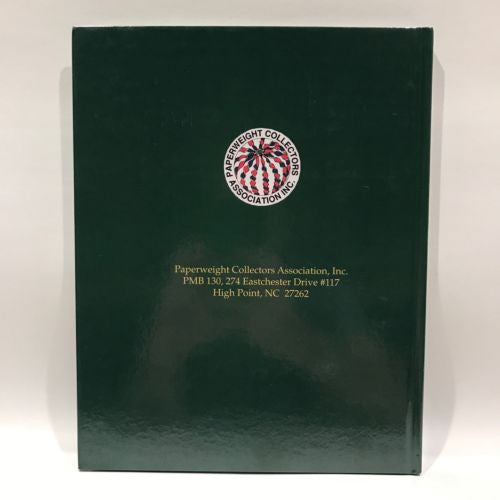 PAPERWEIGHT COLLECTORS
ASSOCIATION INC.
Paperweight Collectors Association, Inc.
PMB 130, 274 Eastchester Drive #117
High Point, NC 27262